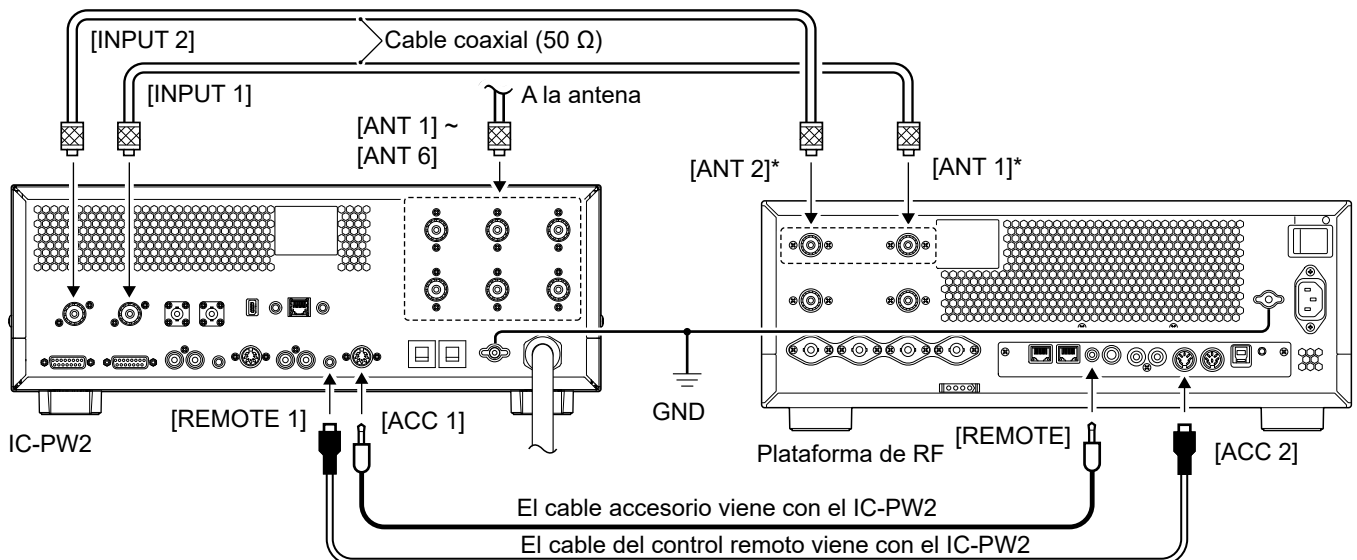 [INPUT 2]
Cable coaxial (50 Ω)
[INPUT 1]
A la antena
[ANT 1] ~
[ANT 6]
[ANT 2]*
[ANT 1]*
[REMOTE 1]
[ACC 1]
GND
IC-PW2
Plataforma de RF
[REMOTE]
[ACC 2]
El cable accesorio viene con el IC-PW2
El cable del control remoto viene con el IC-PW2